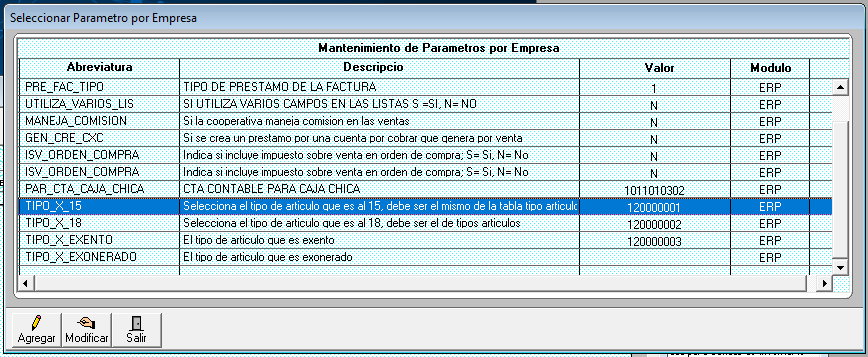 Seleccionar Parametro por Empresa
Mantenimiento de Parametros por Empresa
Abreviatura Descripcio Valor Modulo
PRE_FAC_TIPO TIPO DE PRESTAMO DE LA FACTURA 1 ERP
UTILIZA_VARIOS_LIS SI UTILIZA VARIOS CAMPOS EN LAS LISTAS S =SI, N= NO N ERP
MANEJA_COMISION Si la cooperativa maneja comision en las ventas N ERP
GEN_CRE_CXC Si se crea un prestamo por una cuenta por cobrar que genera por venta N ERP
ISV_ORDEN_COMPRA Indica si incluye impuesto sobre venta en orden de compra; S= Si, N= No N ERP
ISV_ORDEN_COMPRA Indica si incluye impuesto sobre venta en orden de compra; S= Si, N= No N ERP
PAR_CTA_CAJA_CHICA CTA CONTABLE PARA CAJA CHICA 1011010302 ERP
TIPO_X_15 Selecciona el tipo de articulo que es al 15, debe ser el mismo de la tabla tipo articulo 120000001 ERP
TIPO_X_18 Selecciona el tipo de articulo que es al 18, debe ser el de tipos articulos 120000002 ERP
TIPO_X_EXENTO El tipo de articulo que es exento 120000003 ERP
TIPO_X_EXONERADO El tipo de articulo que es exonerado ERP
Agregar Modificar Salir